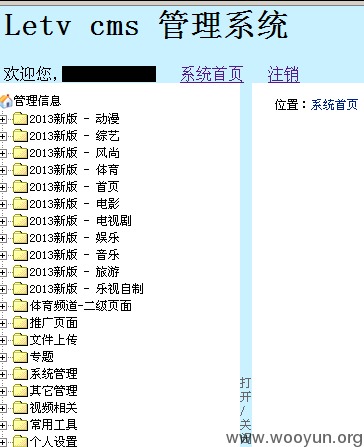 Letv cms 管理系统
欢迎您, 系统首页 注销
管理信息
位置：系统首页
2013新版 - 动漫
2013新版 - 综艺
2013新版 - 风尚
2013新版 - 体育
2013新版 - 首页
2013新版 - 电影
2013新版 - 电视剧
2013新版 - 娱乐
2013新版 - 音乐
2013新版 - 旅游
2013新版 - 乐视自制
体育频道-二级页面
推广页面
文件上传
专题
系统管理
其它管理
视频相关
常用工具
个人设置
打
开
/
关
闭
www.wooyun.org